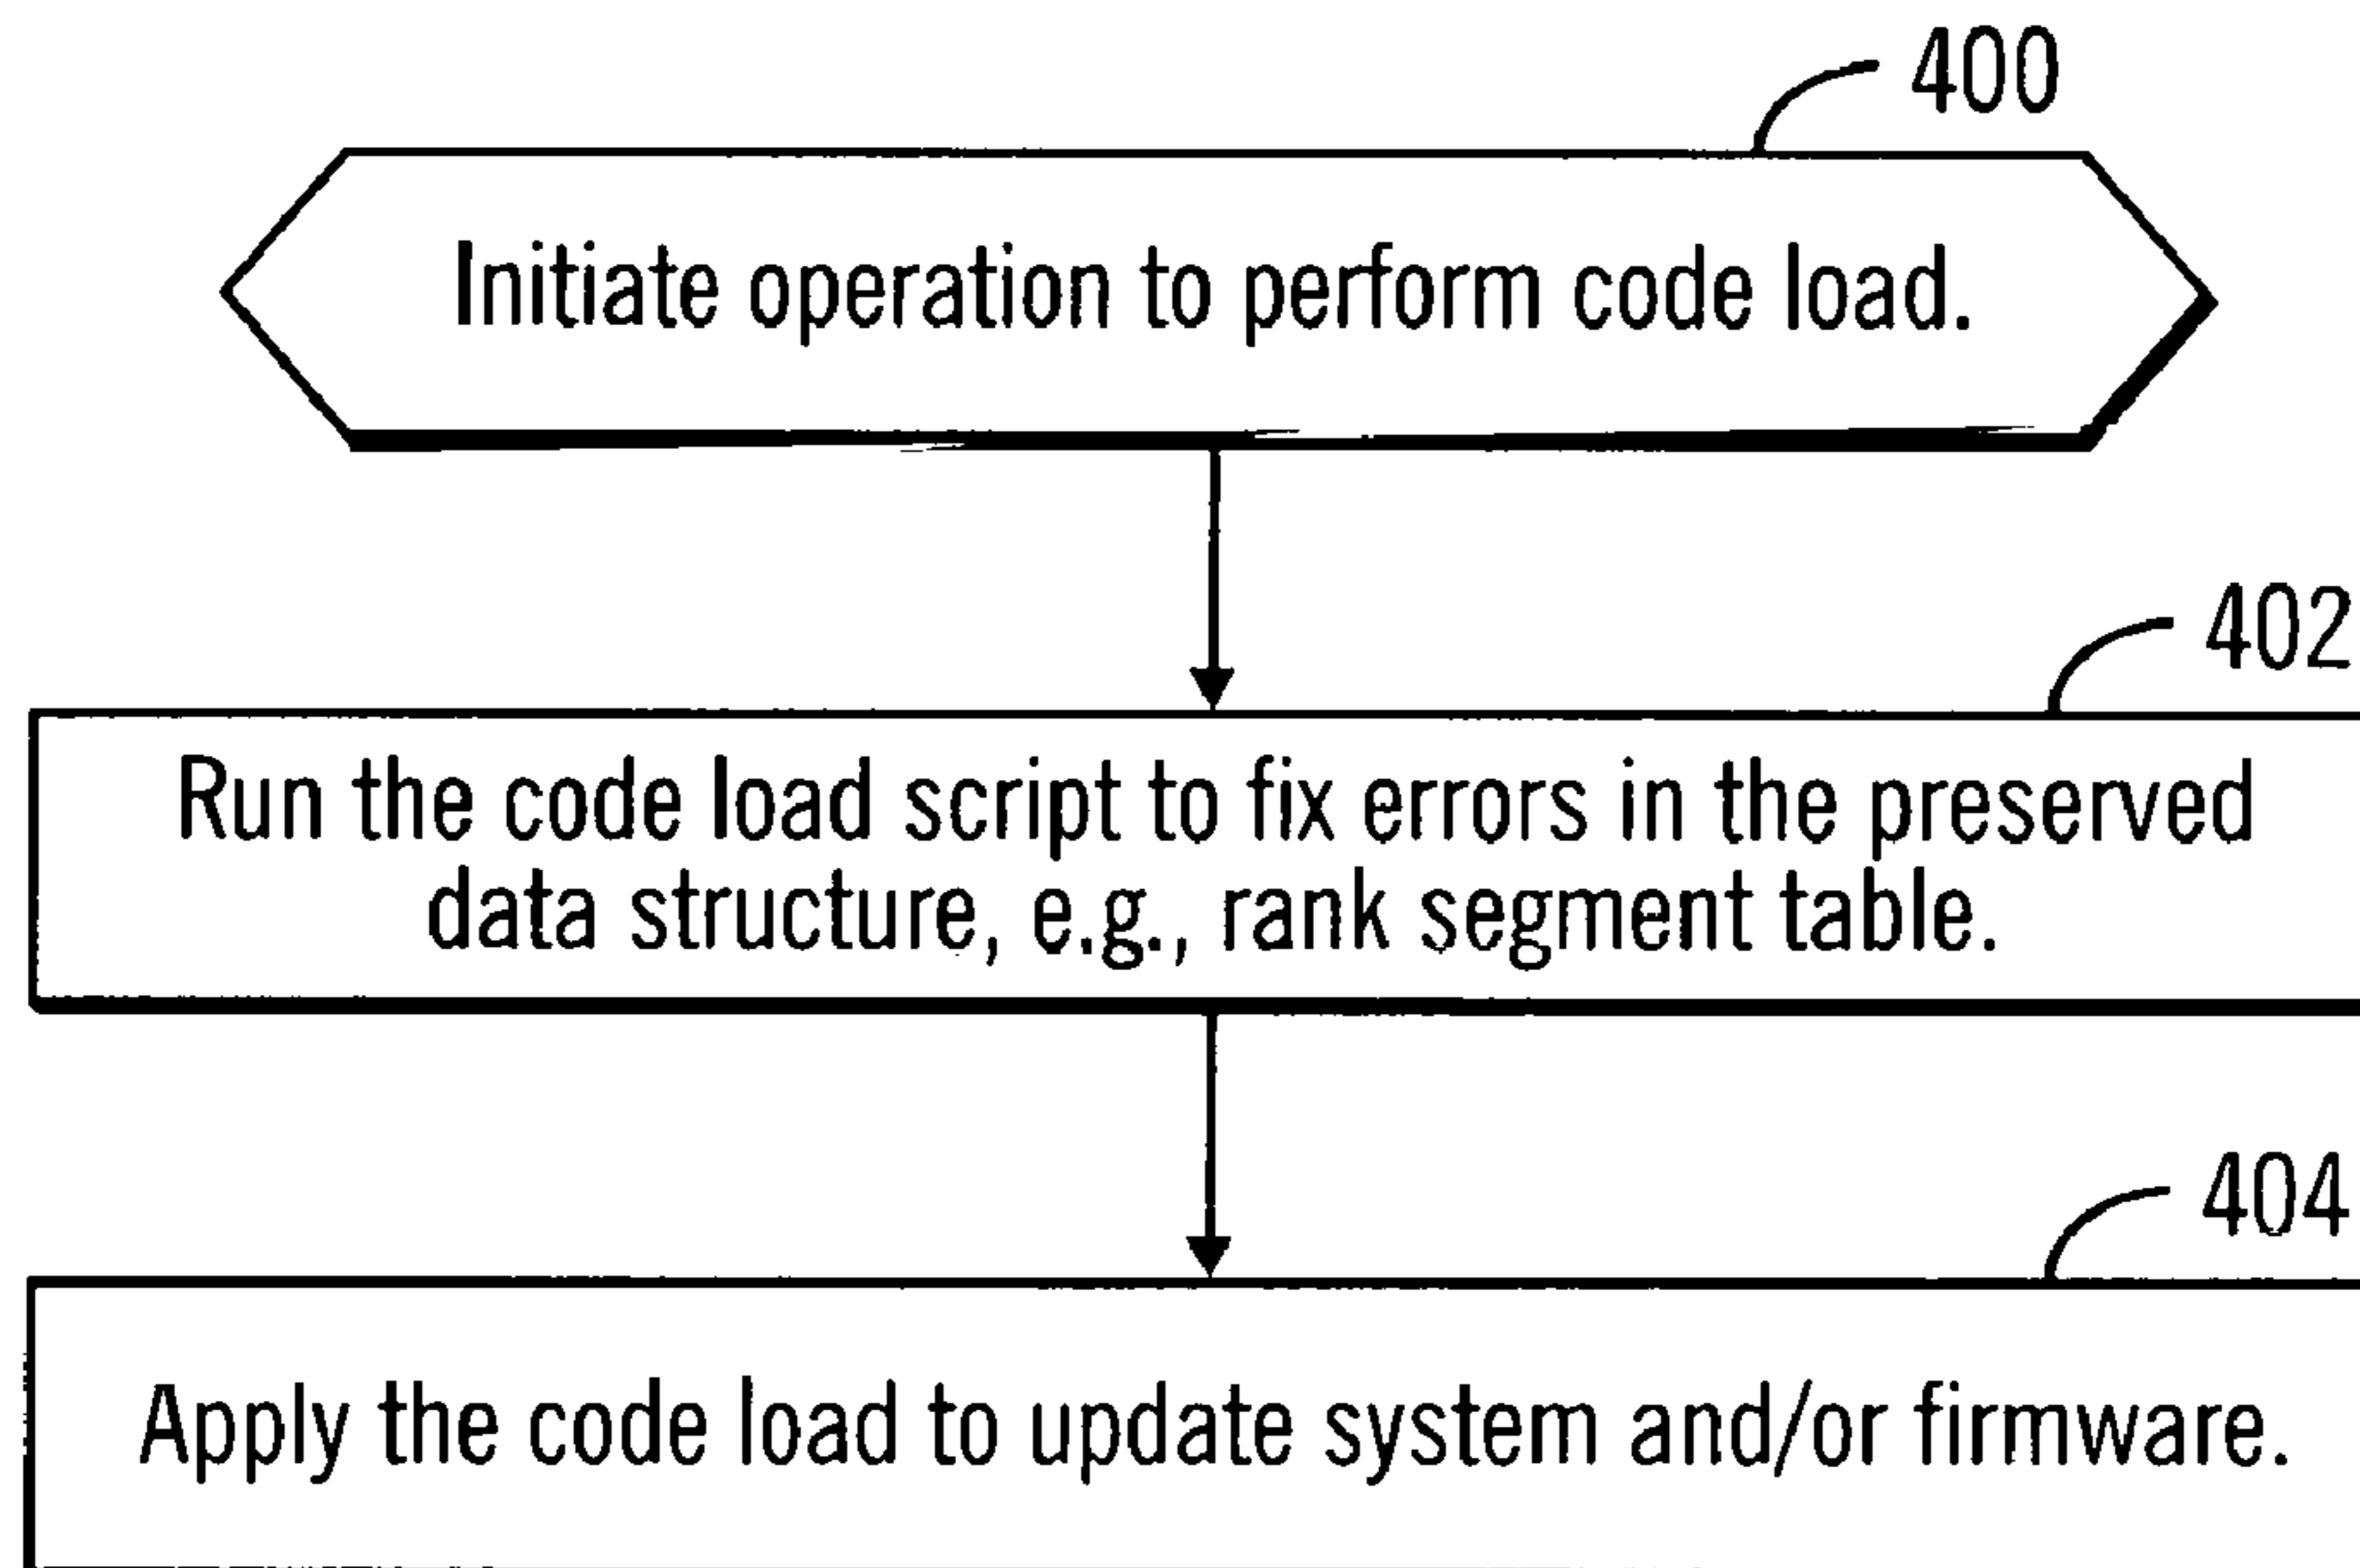 400
Initiate operation to perform code load.
402
Run the code load script to fix errors in the preserved
data structure, e.g., rank segment table.
404
Apply the code load to update system and/or firmware.